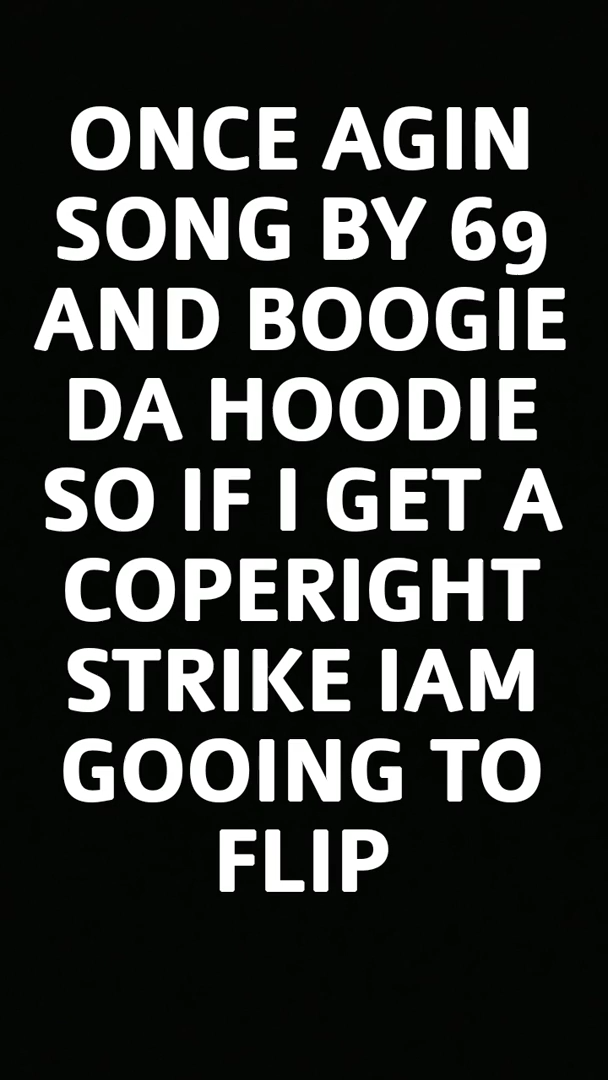 ONCE AGIN
SONG BY 69
AND BOOGIE
DA HOODIE
SO IF I GET A
COPERIGHT
STRIKE IAM
GOOING TO
FLIP